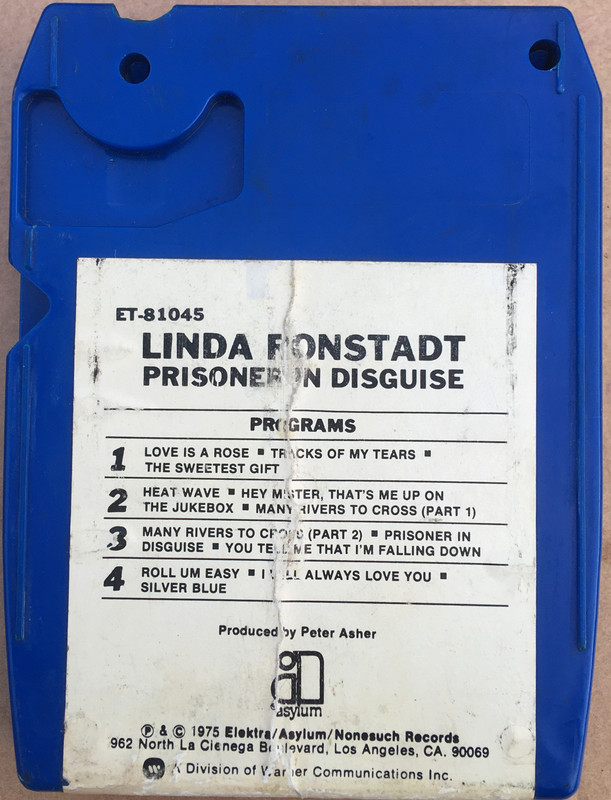 ET-81045
LINDA RONSTADT
PRISONER IN DISGUISE
PROGRAMS
1 LOVE IS A ROSE ▪ TRACKS OF MY TEARS ▪
THE SWEETEST GIFT
2 HEAT WAVE ▪ HEY MISTER, THAT'S ME UP ON
THE JUKEBOX ▪ MANY RIVERS TO CROSS (PART 1)
3 MANY RIVERS TO CROSS (PART 2) ▪ PRISONER IN
DISGUISE ▪ YOU TELL ME THAT I'M FALLING DOWN
4 ROLL UM EASY ▪ I WILL ALWAYS LOVE YOU ▪
SILVER BLUE
Produced by Peter Asher
asylum
℗ & © 1975 Elektra/Asylum/Nonesuch Records
962 North La Cienega Boulevard, Los Angeles, CA. 90069
A Division of Warner Communications Inc.